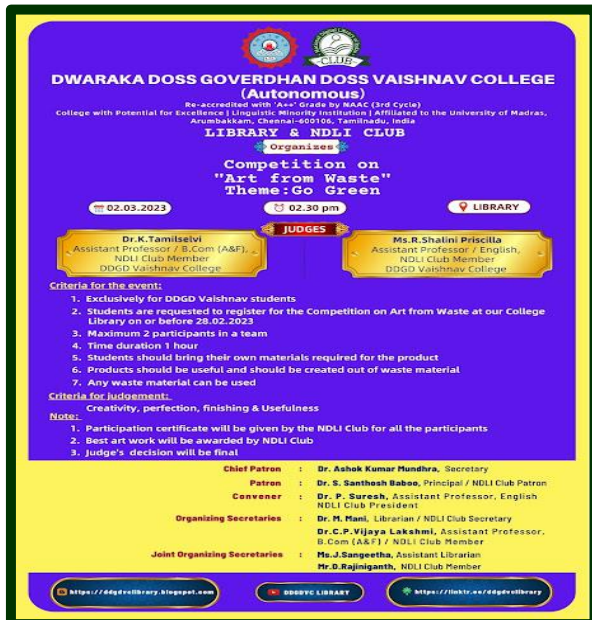 CLUB
DWARAKA DOSS GOVERDHAN DOSS VAISHNAV COLLEGE
(Autonomous)
Re-accredited with 'A++' Grade by NAAC (3rd Cycle)
College with Potential for Excellence | Linguistic Minority Institution | Affiliated to the University of Madras,
Arumbakkam, Chennai-600106, Tamilnadu, India
LIBRARY & NDLI CLUB
Organizes
Competition on
"Art from Waste"
Theme:Go Green
02.03.2023
02.30 pm
LIBRARY
JUDGES
Dr.K.Tamilselvi
Assistant Professor / B.Com (A&F),
NDLI Club Member
DDGD Vaishnav College
Ms.R.Shalini Priscilla
Assistant Professor / English,
NDLI Club Member
DDGD Vaishnav College
Criteria for the event:
1. Exclusively for DDGD Vaishnav students
2. Students are requested to register for the Competition on Art from Waste at our College
Library on or before 28.02.2023
3. Maximum 2 participants in a team
4. Time duration 1 hour
5. Students should bring their own materials required for the product
6. Products should be useful and should be created out of waste material
7. Any waste material can be used
Criteria for judgement:
Creativity, perfection, finishing & Usefulness
Note:
1. Participation certificate will be given by the NDLI Club for all the participants
2. Best art work will be awarded by NDLI Club
3. Judge's decision will be final
Chief Patron : Dr. Ashok Kumar Mundhra, Secretary
Patron : Dr. S. Santhosh Baboo, Principal / NDLI Club Patron
Convener : Dr. P. Suresh, Assistant Professor, English
NDLI Club President
Organizing Secretaries : Dr. M. Mani, Librarian / NDLI Club Secretary
Dr.C.P.Vijaya Lakshmi, Assistant Professor,
B.Com (A&F) / NDLI Club Member
Joint Organizing Secretaries : Ms.J.Sangeetha, Assistant Librarian
Mr.D.Rajiniganth, NDLI Club Member
https://ddgdvclibrary.blogspot.com
DDGDVC LIBRARY
https://linktr.ee/ddgdvclibrary